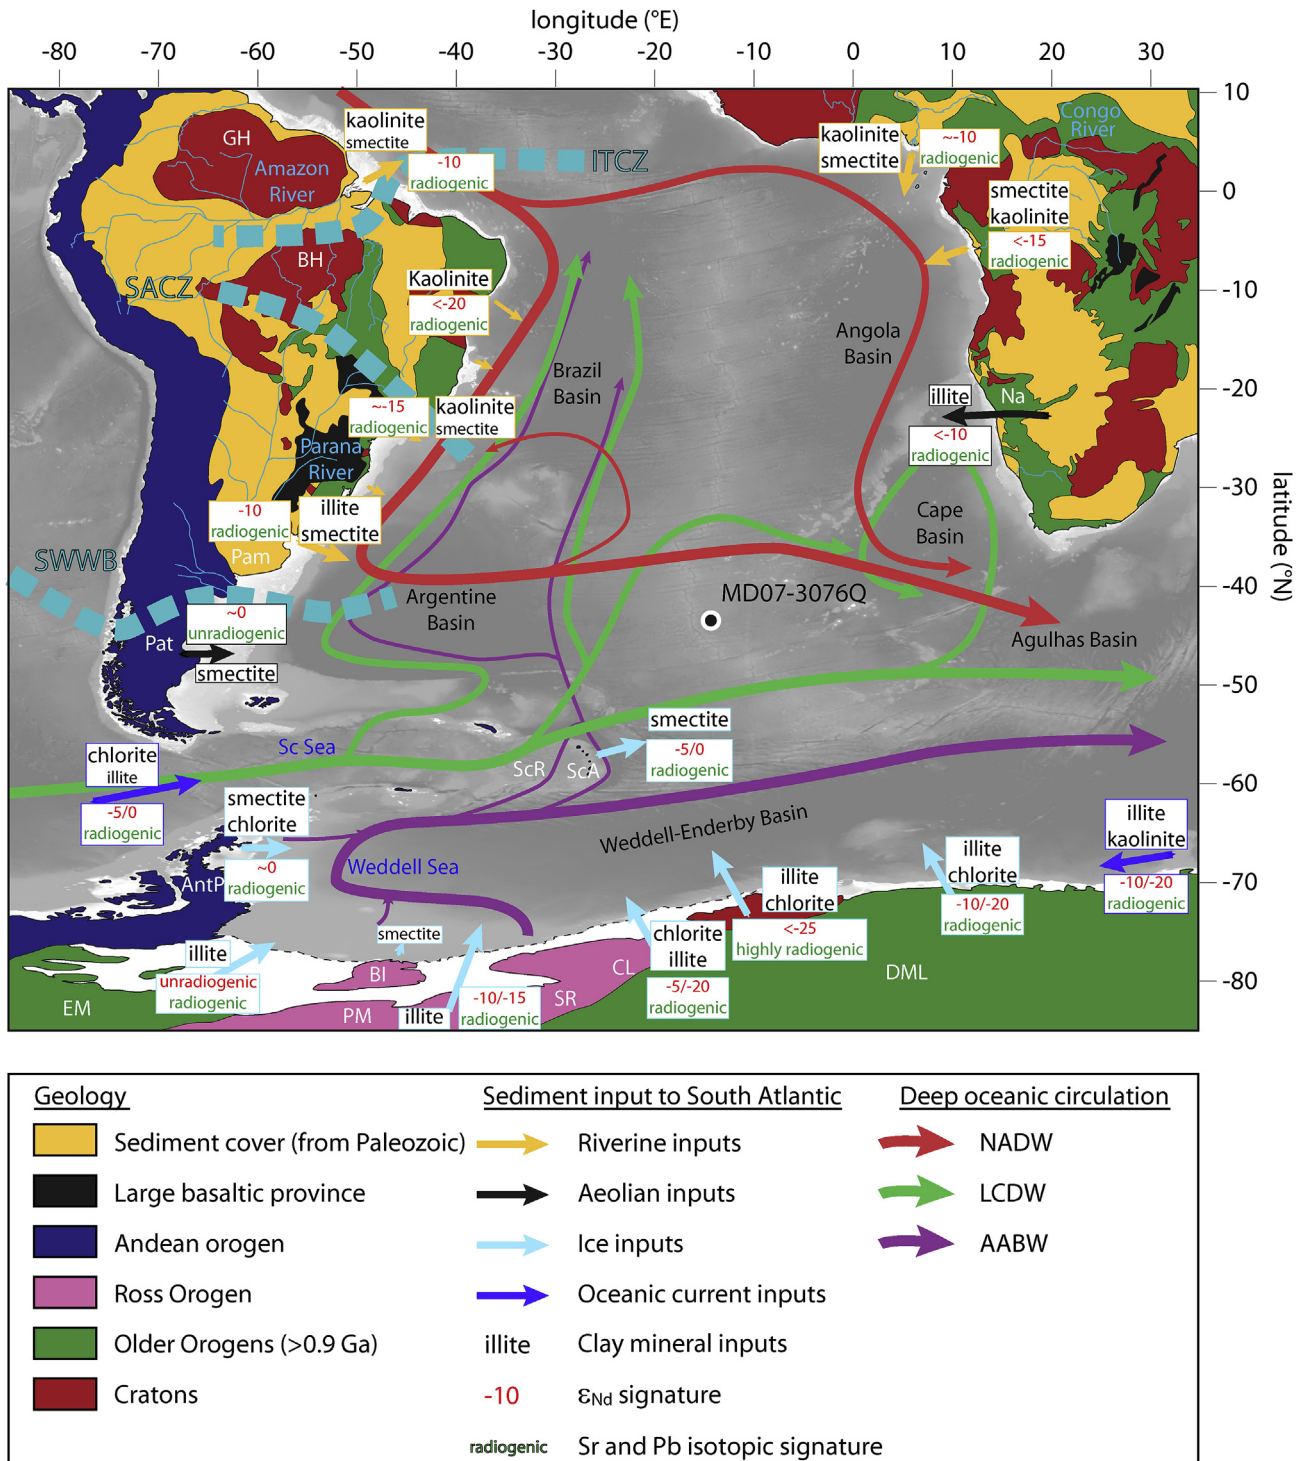 longitude (°E)
-80 -70 -60 -50 -40 -30 -20 -10 0 10 20 30
10
0
-10
-20
-30
-40
-50
-60
-70
-80
latitude (°N)
GH
Amazon
River
kaolinite
smectite
-10
radiogenic
ITCZ
kaolinite
smectite
~-10
radiogenic
Congo
River
smectite
kaolinite
<-15
radiogenic
BH
SACZ
Kaolinite
<-20
radiogenic
Angola
Basin
Brazil
Basin
~-15
radiogenic
kaolinite
smectite
illite
Na
<-10
radiogenic
Parana
River
-10
radiogenic
illite
smectite
Pam
Cape
Basin
SWWB
Argentine
Basin
MD07-3076Q
~0
unradiogenic
Pat
smectite
Agulhas Basin
smectite
-5/0
radiogenic
Sc Sea
ScR
ScA
chlorite
illite
-5/0
radiogenic
smectite
chlorite
~0
radiogenic
Weddell-Enderby Basin
illite
kaolinite
-10/-20
radiogenic
Weddell Sea
AntP
illite
chlorite
-10/-20
radiogenic
illite
chlorite
<-25
highly radiogenic
smectite
chlorite
illite
-5/-20
radiogenic
illite
unradiogenic
radiogenic
BI
CL
DML
EM
PM
illite
-10/-15
radiogenic
SR
Geology
Sediment cover (from Paleozoic)
Large basaltic province
Andean orogen
Ross Orogen
Older Orogens (>0.9 Ga)
Cratons
Sediment input to South Atlantic
Riverine inputs
Aeolian inputs
Ice inputs
Oceanic current inputs
illite Clay mineral inputs
-10 εNd signature
radiogenic Sr and Pb isotopic signature
Deep oceanic circulation
NADW
LCDW
AABW